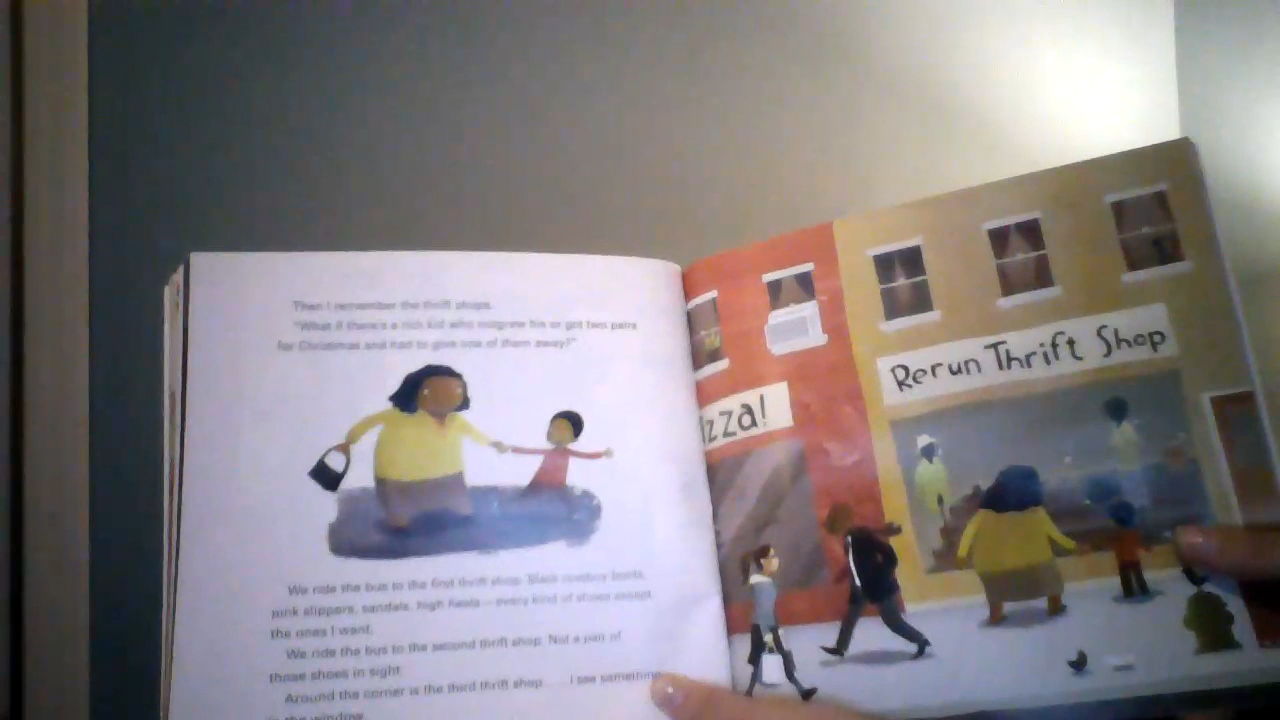 Then I remember the thrift shops.
"What if there's a rich kid who outgrew his or got two pairs
for Christmas and had to give one of them away?"
We ride the bus to the first thrift shop. Black cowboy boots,
pink slippers, sandals, high heels—every kind of shoes except
the ones I want.
We ride the bus to the second thrift shop. Not a pair of
those shoes in sight.
Around the corner is the third thrift shop. . . . I see something
in the window.
izza!
Rerun Thrift Shop